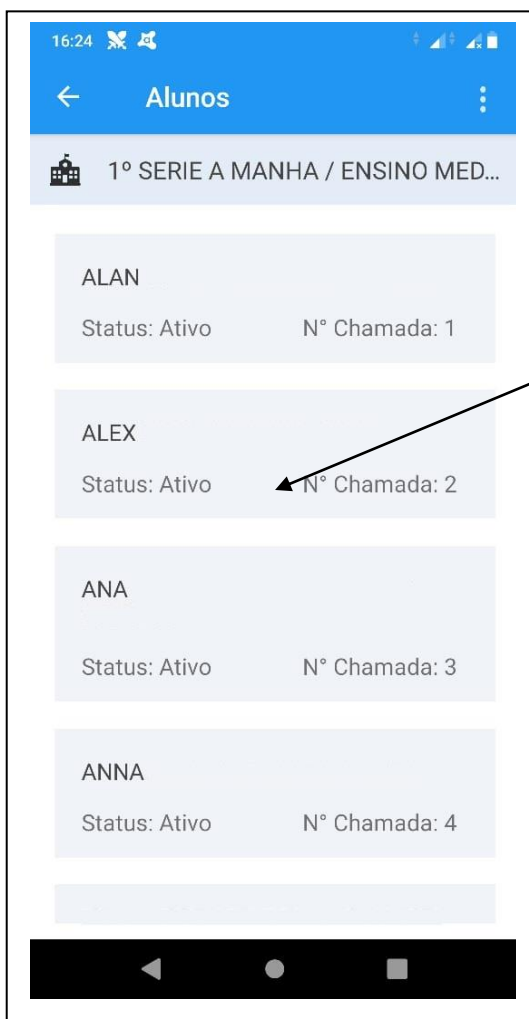 16:24
Alunos
1º SERIE A MANHA / ENSINO MED...
ALAN
Status: Ativo N° Chamada: 1
ALEX
Status: Ativo N° Chamada: 2
ANA
Status: Ativo N° Chamada: 3
ANNA
Status: Ativo N° Chamada: 4